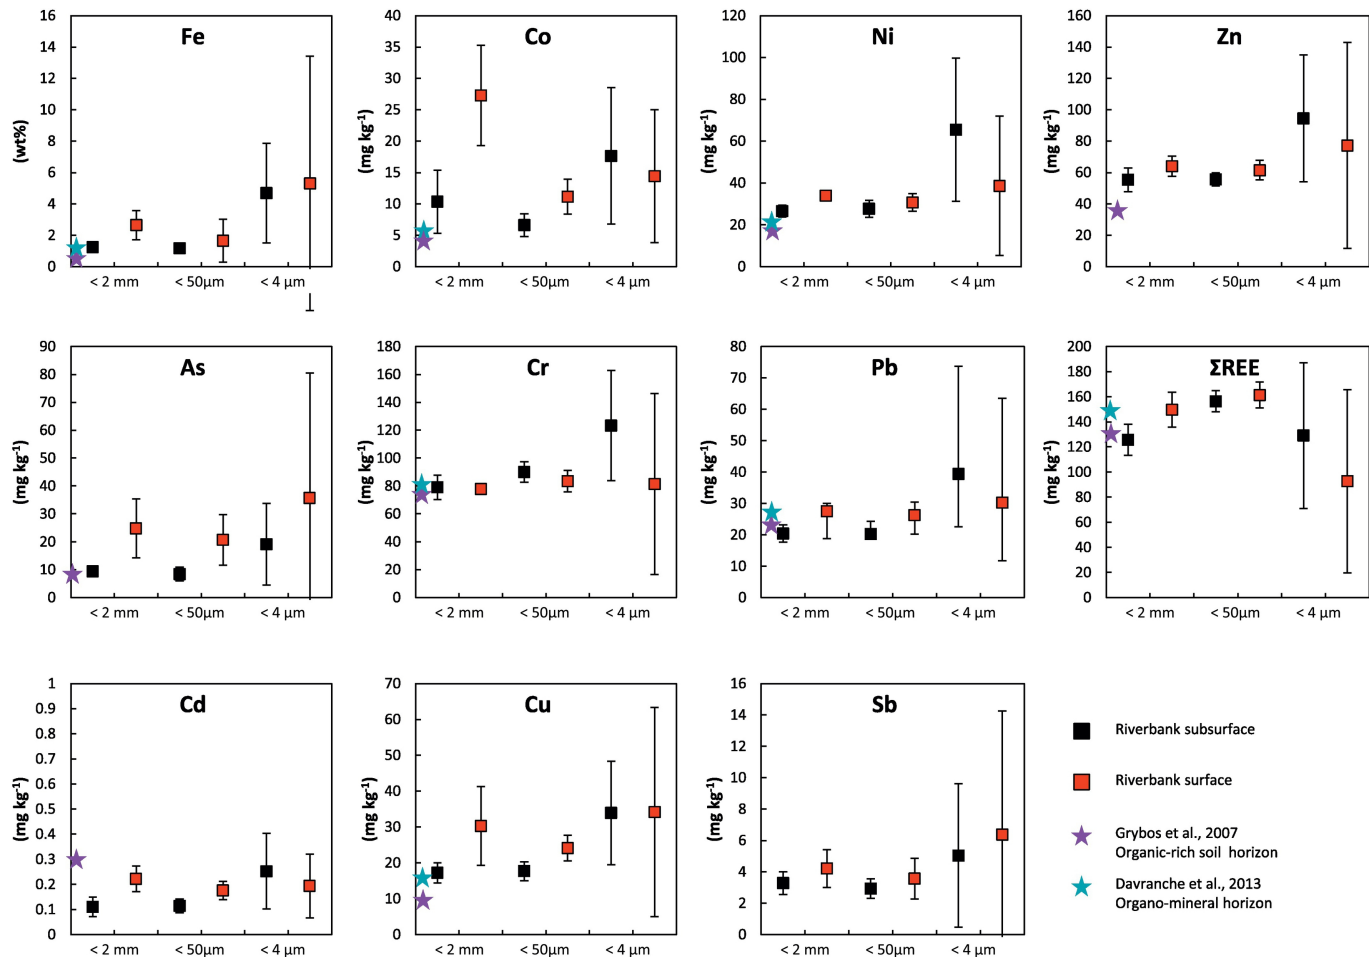 Fe
(wt%)
16
14
12
10
8
6
4
2
0
< 2 mm
< 50µm
< 4 µm
Co
(mg kg⁻¹)
40
35
30
25
20
15
10
5
0
< 2 mm
< 50µm
< 4 µm
Ni
(mg kg⁻¹)
120
100
80
60
40
20
0
< 2 mm
< 50µm
< 4 µm
Zn
(mg kg⁻¹)
160
140
120
100
80
60
40
20
0
< 2 mm
< 50µm
< 4 µm
As
(mg kg⁻¹)
90
80
70
60
50
40
30
20
10
0
< 2 mm
< 50µm
< 4 µm
Cr
(mg kg⁻¹)
180
160
140
120
100
80
60
40
20
0
< 2 mm
< 50µm
< 4 µm
Pb
(mg kg⁻¹)
80
70
60
50
40
30
20
10
0
< 2 mm
< 50µm
< 4 µm
ΣREE
(mg kg⁻¹)
200
180
160
140
120
100
80
60
40
20
0
< 2 mm
< 50µm
< 4 µm
Cd
(mg kg⁻¹)
1
0.9
0.8
0.7
0.6
0.5
0.4
0.3
0.2
0.1
0
< 2 mm
< 50µm
< 4 µm
Cu
(mg kg⁻¹)
70
60
50
40
30
20
10
0
< 2 mm
< 50µm
< 4 µm
Sb
(mg kg⁻¹)
16
14
12
10
8
6
4
2
0
< 2 mm
< 50µm
< 4 µm
Riverbank subsurface
Riverbank surface
Grybos et al., 2007
Organic-rich soil horizon
Davranche et al., 2013
Organo-mineral horizon